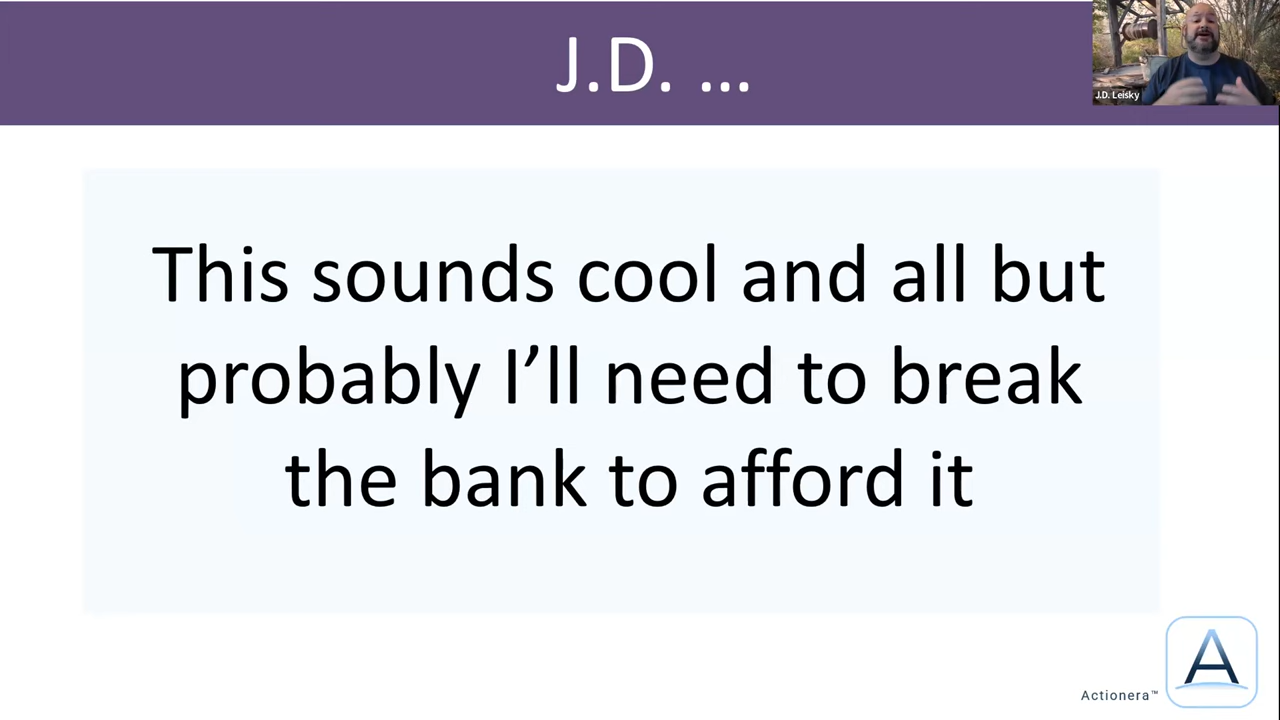 J.D. ...
J.D. Leisky
This sounds cool and all but
probably I’ll need to break
the bank to afford it
A
Actionera™